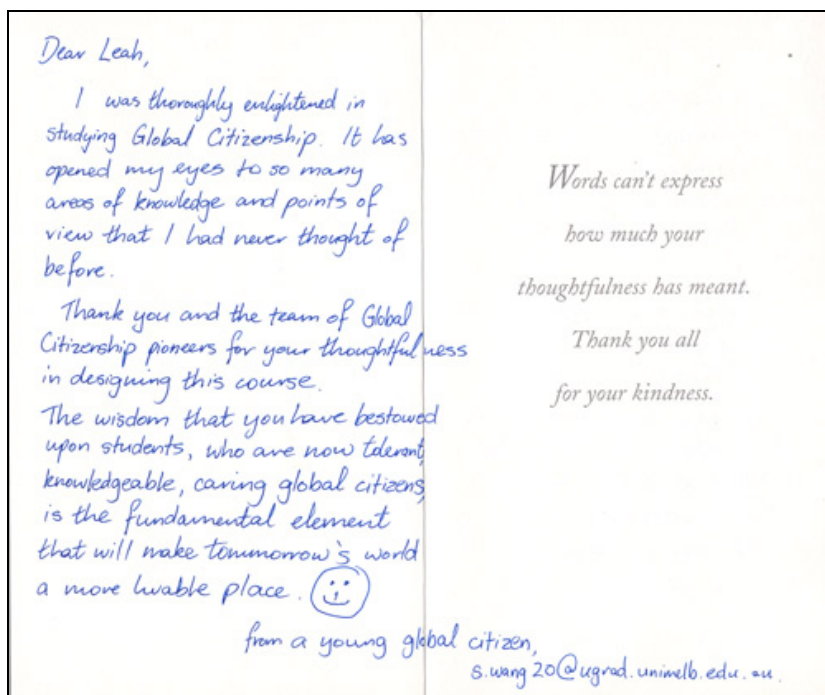 Dear Leah,
I was thoroughly enlightened in
studying Global Citizenship. It has
opened my eyes to so many
areas of knowledge and points of
view that I had never thought of
before.
Thank you and the team of Global
Citizenship pioneers for your thoughtfulness
in designing this course.
The wisdom that you have bestowed
upon students, who are now tolerant,
knowledgeable, caring global citizens,
is the fundamental element
that will make tommorrow's world
a more livable place.
from a young global citizen,
s.wang20@ugrad.unimelb.edu.au.
Words can't express
how much your
thoughtfulness has meant.
Thank you all
for your kindness.